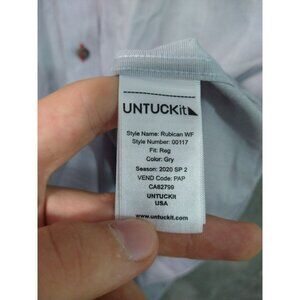 UNTUCKit
Style Name: Rubican WF
Style Number: 00117
Fit: Reg
Color: Gry
Season: 2020 SP 2
VEND Code: PAP
CA62799
UNTUCKit
USA
www.untuckit.com